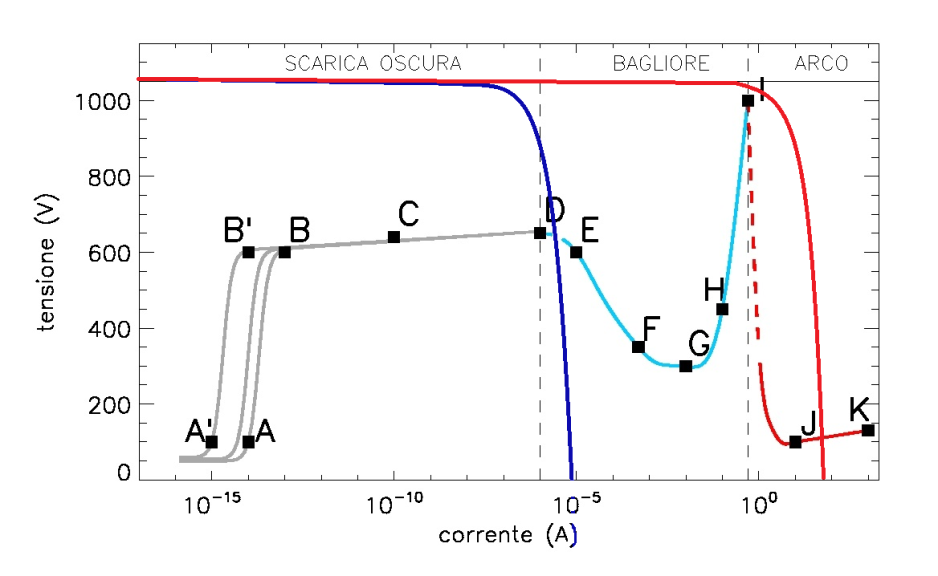 SCARICA OSCURA BAGLIORE ARCO
I
1000
800
B' B C D E
600
H
400
F G
200
A' A J K
0
10^-15 10^-10 10^-5 10^0
corrente (A)
tensione (V)